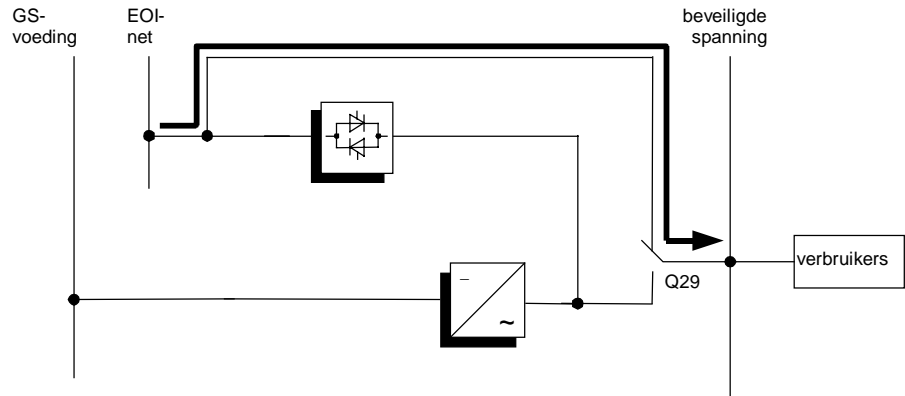 GS-
voeding
EOI-
net
beveiligde
spanning
verbruikers
Q29
–
~